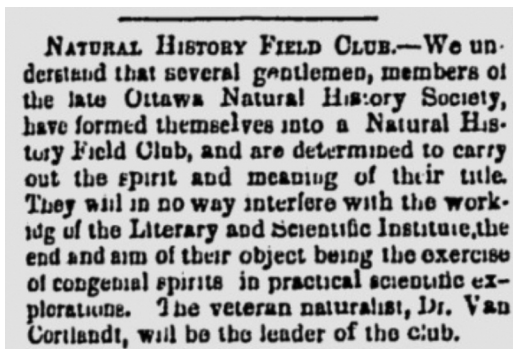 NATURAL HISTORY FIELD CLUB.—We un-
derstand that several gentlemen, members of
the late Ottawa Natural History Society,
have formed themselves into a Natural His-
tory Field Club, and are determined to carry
out the spirit and meaning of their title.
They will in no way interfere with the work-
idg of the Literary and Scientific Institute,the
end and aim of their object being the exercise
of congenial spirits in practical scientific ex-
plorations. The veteran naturalist, Dr. Van
Cortlandt, will be the leader of the club.